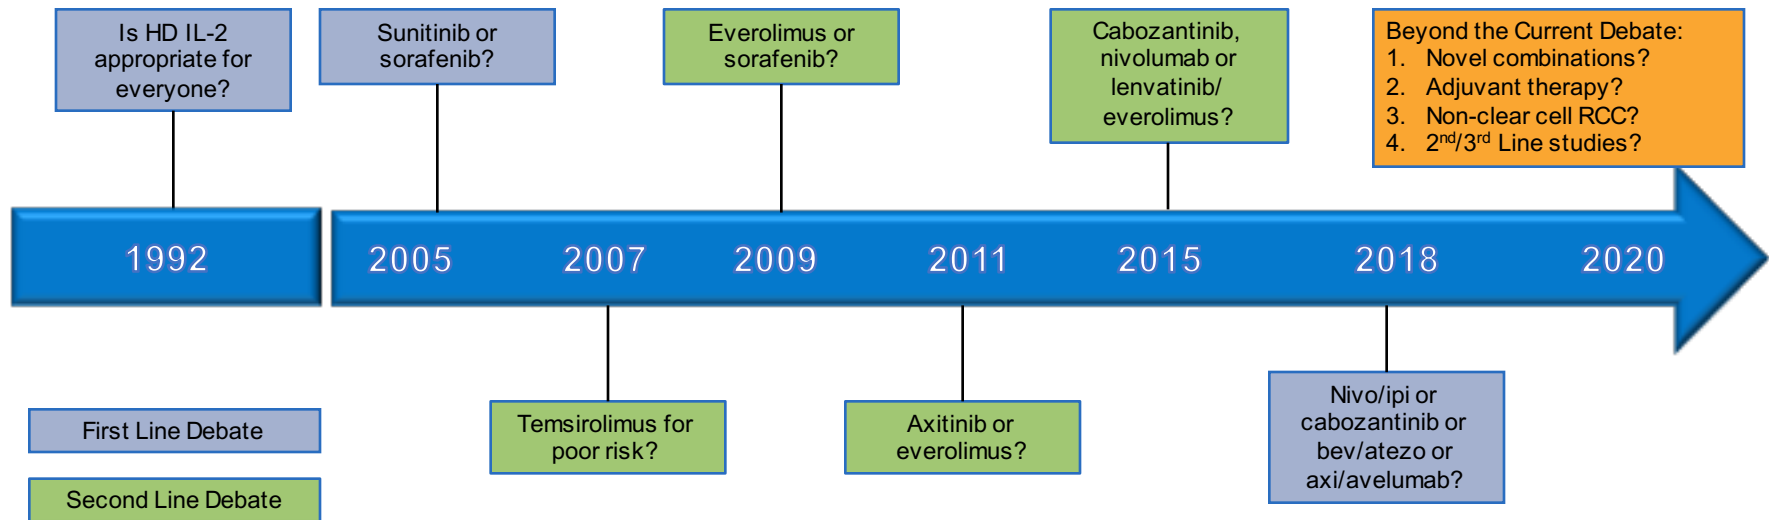 Is HD IL-2
appropriate for
everyone?
Sunitinib or
sorafenib?
Everolimus or
sorafenib?
Cabozantinib,
nivolumab or
lenvatinib/
everolimus?
Beyond the Current Debate:
1. Novel combinations?
2. Adjuvant therapy?
3. Non-clear cell RCC?
4. 2nd/3rd Line studies?
1992
2005
2007
2009
2011
2015
2018
2020
Temsirolimus for
poor risk?
Axitinib or
everolimus?
Nivo/ipi or
cabozantinib or
bev/atezo or
axi/avelumab?
First Line Debate
Second Line Debate